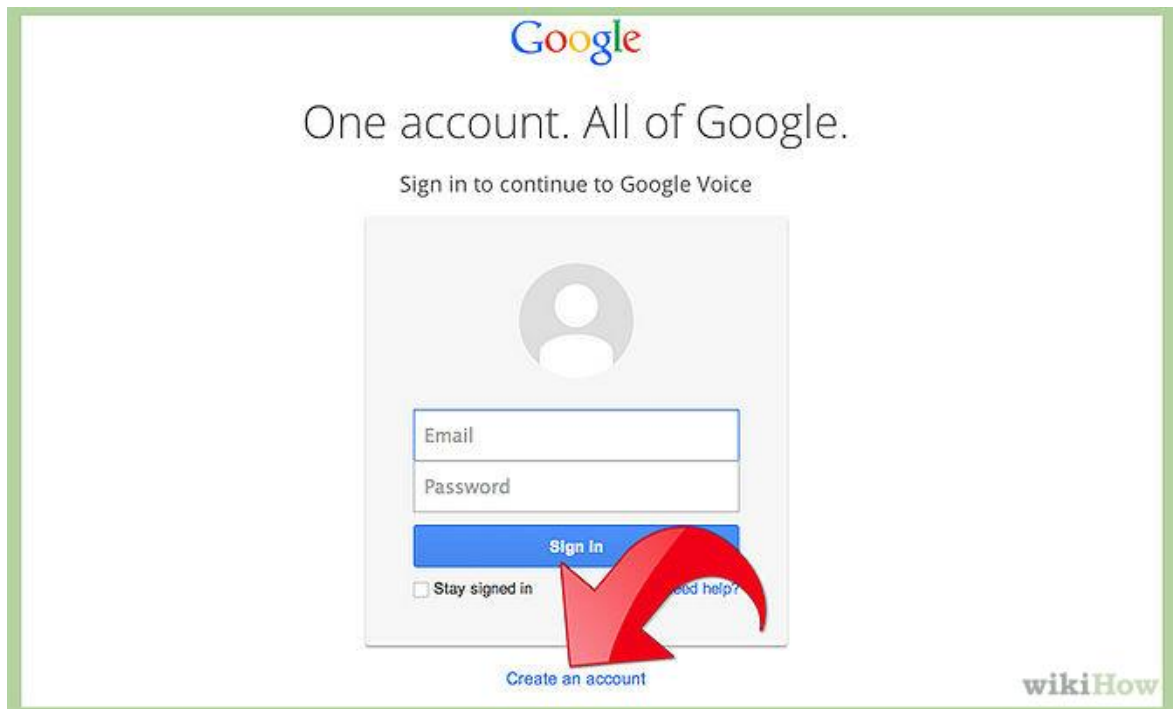 Google
One account. All of Google.
Sign in to continue to Google Voice
Email
Password
Sign In
Stay signed in
help?
Create an account
wikiHow